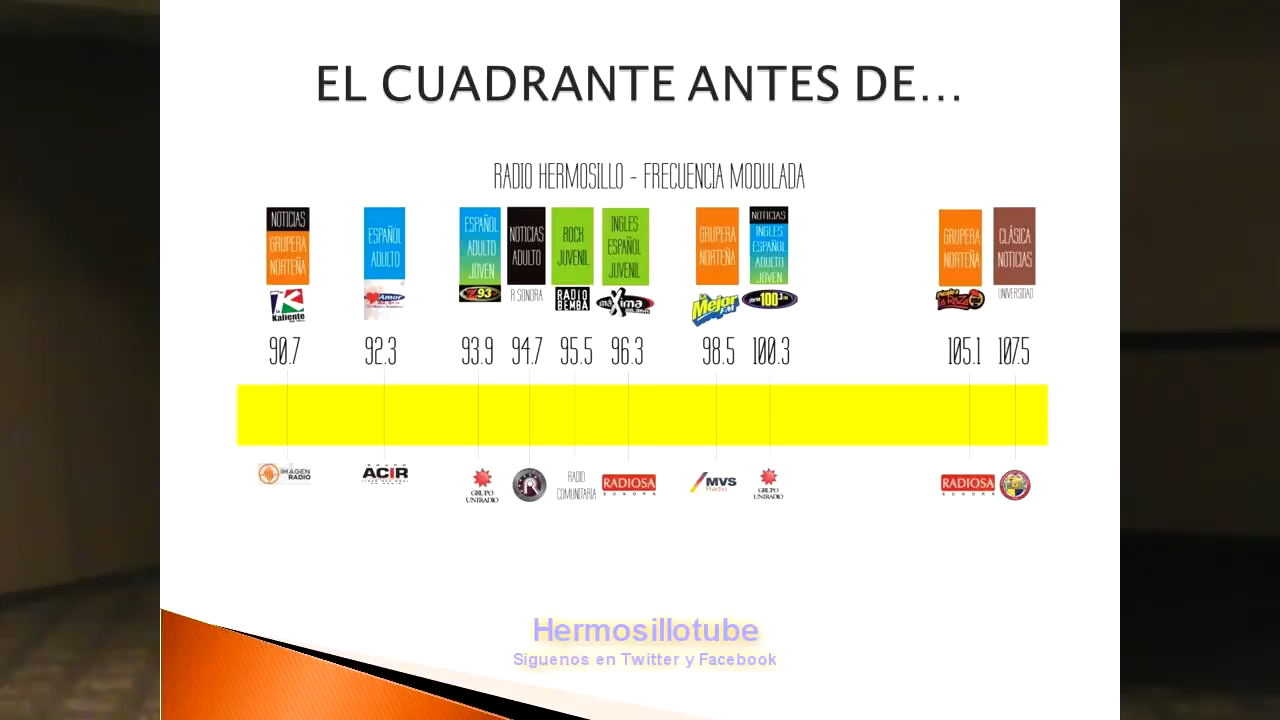 EL CUADRANTE ANTES DE...
RADIO HERMOSILLO - FRECUENCIA MODULADA
NOTICIAS
GRUPERA
NORTEÑA
ESPAÑOL
ADULTO
ESPAÑOL
ADULTO
JOVEN
NOTICIAS
ADULTO
ROCK
JUVENIL
INGLES
ESPAÑOL
JUVENIL
GRUPERA
NORTEÑA
NOTICIAS
INGLES
ESPAÑOL
ADULTO
JOVEN
GRUPERA
NORTEÑA
CLÁSICA
NOTICIAS
K
Kaliente
Amor
Z93
R SONORA
RADIO
BEMBA
maXima
La Mejor
FM
100.3
La RAZA
UNIVERSIDAD
90.7 92.3 93.9 94.7 95.5 96.3 98.5 100.3 105.1 107.5
IMAGEN
RADIO
GRUPO
ACIR
GRUPO
UNIRADIO
R
RADIO
COMUNITARIA
RADIOSA
SONORA
MVS
Radio
GRUPO
UNIRADIO
RADIOSA
SONORA
Hermosillotube
Siguenos en Twitter y Facebook